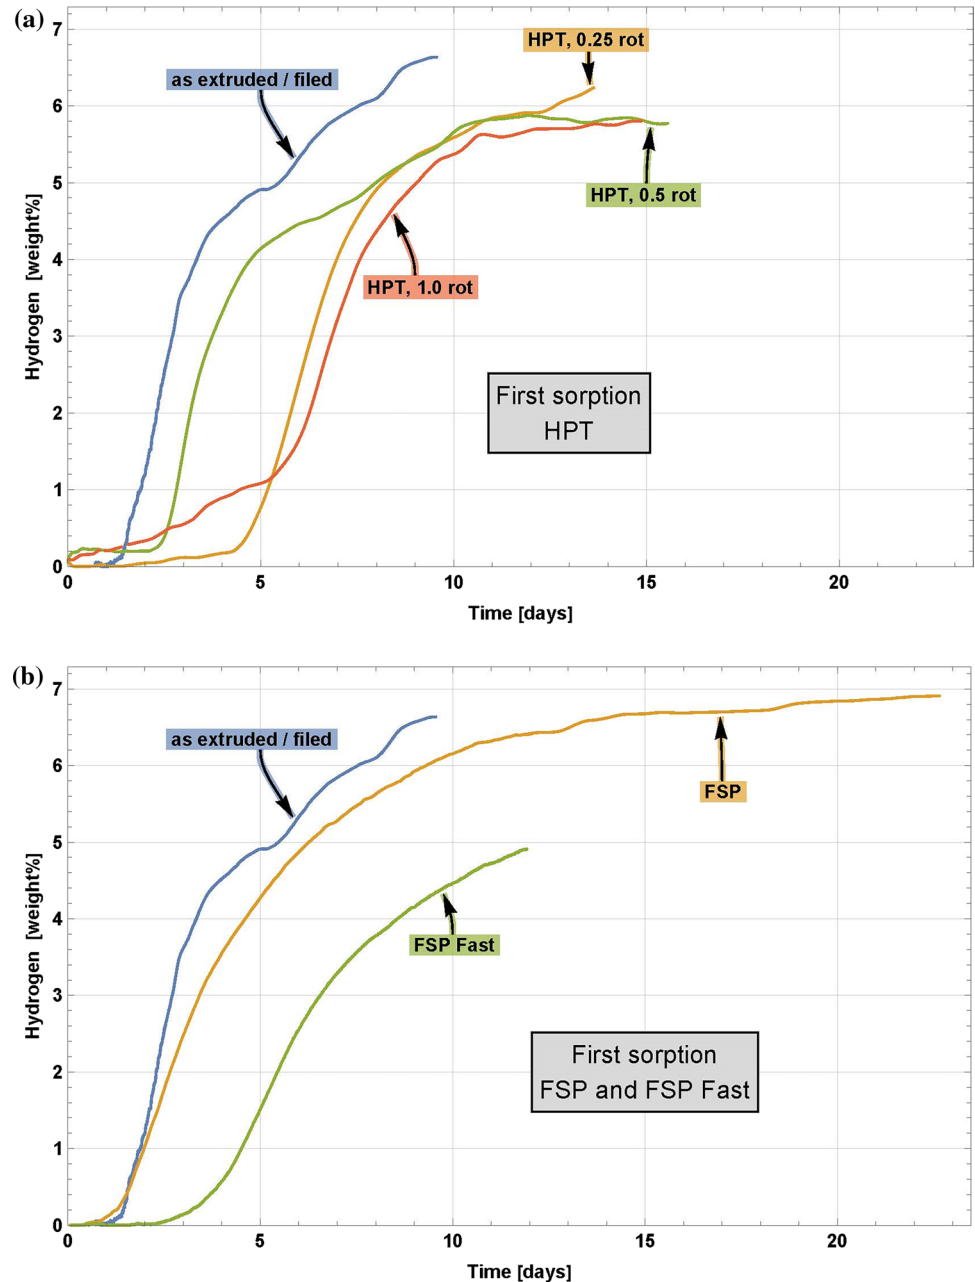 (a)
7
6
5
4
3
2
1
0
Hydrogen [weight%]
as extruded / filed
HPT, 0.25 rot
HPT, 0.5 rot
HPT, 1.0 rot
First sorption
HPT
0 5 10 15 20
Time [days]
(b)
7
6
5
4
3
2
1
0
Hydrogen [weight%]
as extruded / filed
FSP
FSP Fast
First sorption
FSP and FSP Fast
0 5 10 15 20
Time [days]